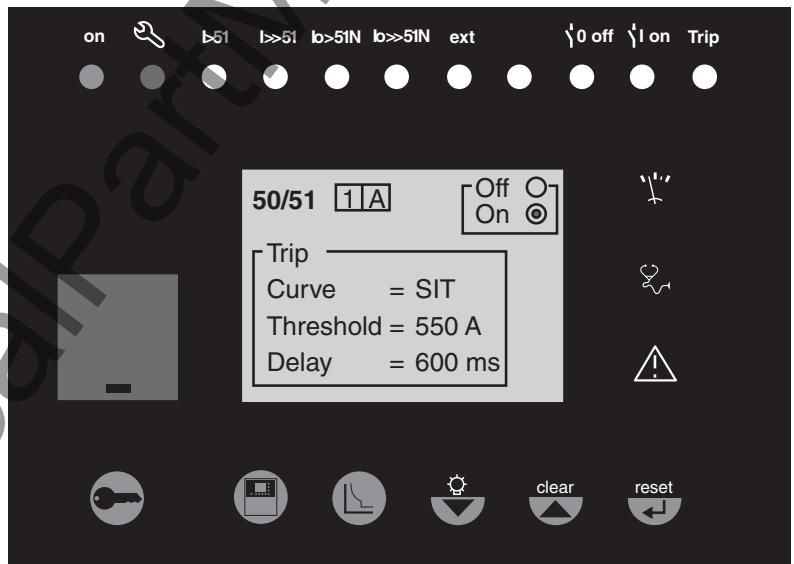 on I>51 I>>51 Io>51N Io>>51N ext 0 off I on Trip
50/51 1 A Off
On
Trip
Curve = SIT
Threshold = 550 A
Delay = 600 ms
clear reset